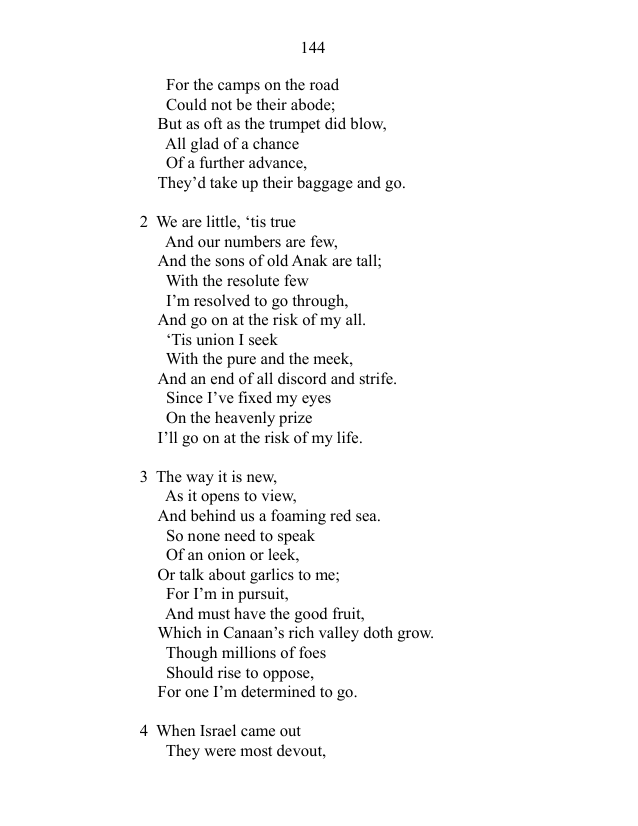 144
For the camps on the road
Could not be their abode;
But as oft as the trumpet did blow,
All glad of a chance
Of a further advance,
They’d take up their baggage and go.
2 We are little, ‘tis true
And our numbers are few,
And the sons of old Anak are tall;
With the resolute few
I’m resolved to go through,
And go on at the risk of my all.
‘Tis union I seek
With the pure and the meek,
And an end of all discord and strife.
Since I’ve fixed my eyes
On the heavenly prize
I’ll go on at the risk of my life.
3 The way it is new,
As it opens to view,
And behind us a foaming red sea.
So none need to speak
Of an onion or leek,
Or talk about garlics to me;
For I’m in pursuit,
And must have the good fruit,
Which in Canaan’s rich valley doth grow.
Though millions of foes
Should rise to oppose,
For one I’m determined to go.
4 When Israel came out
They were most devout,